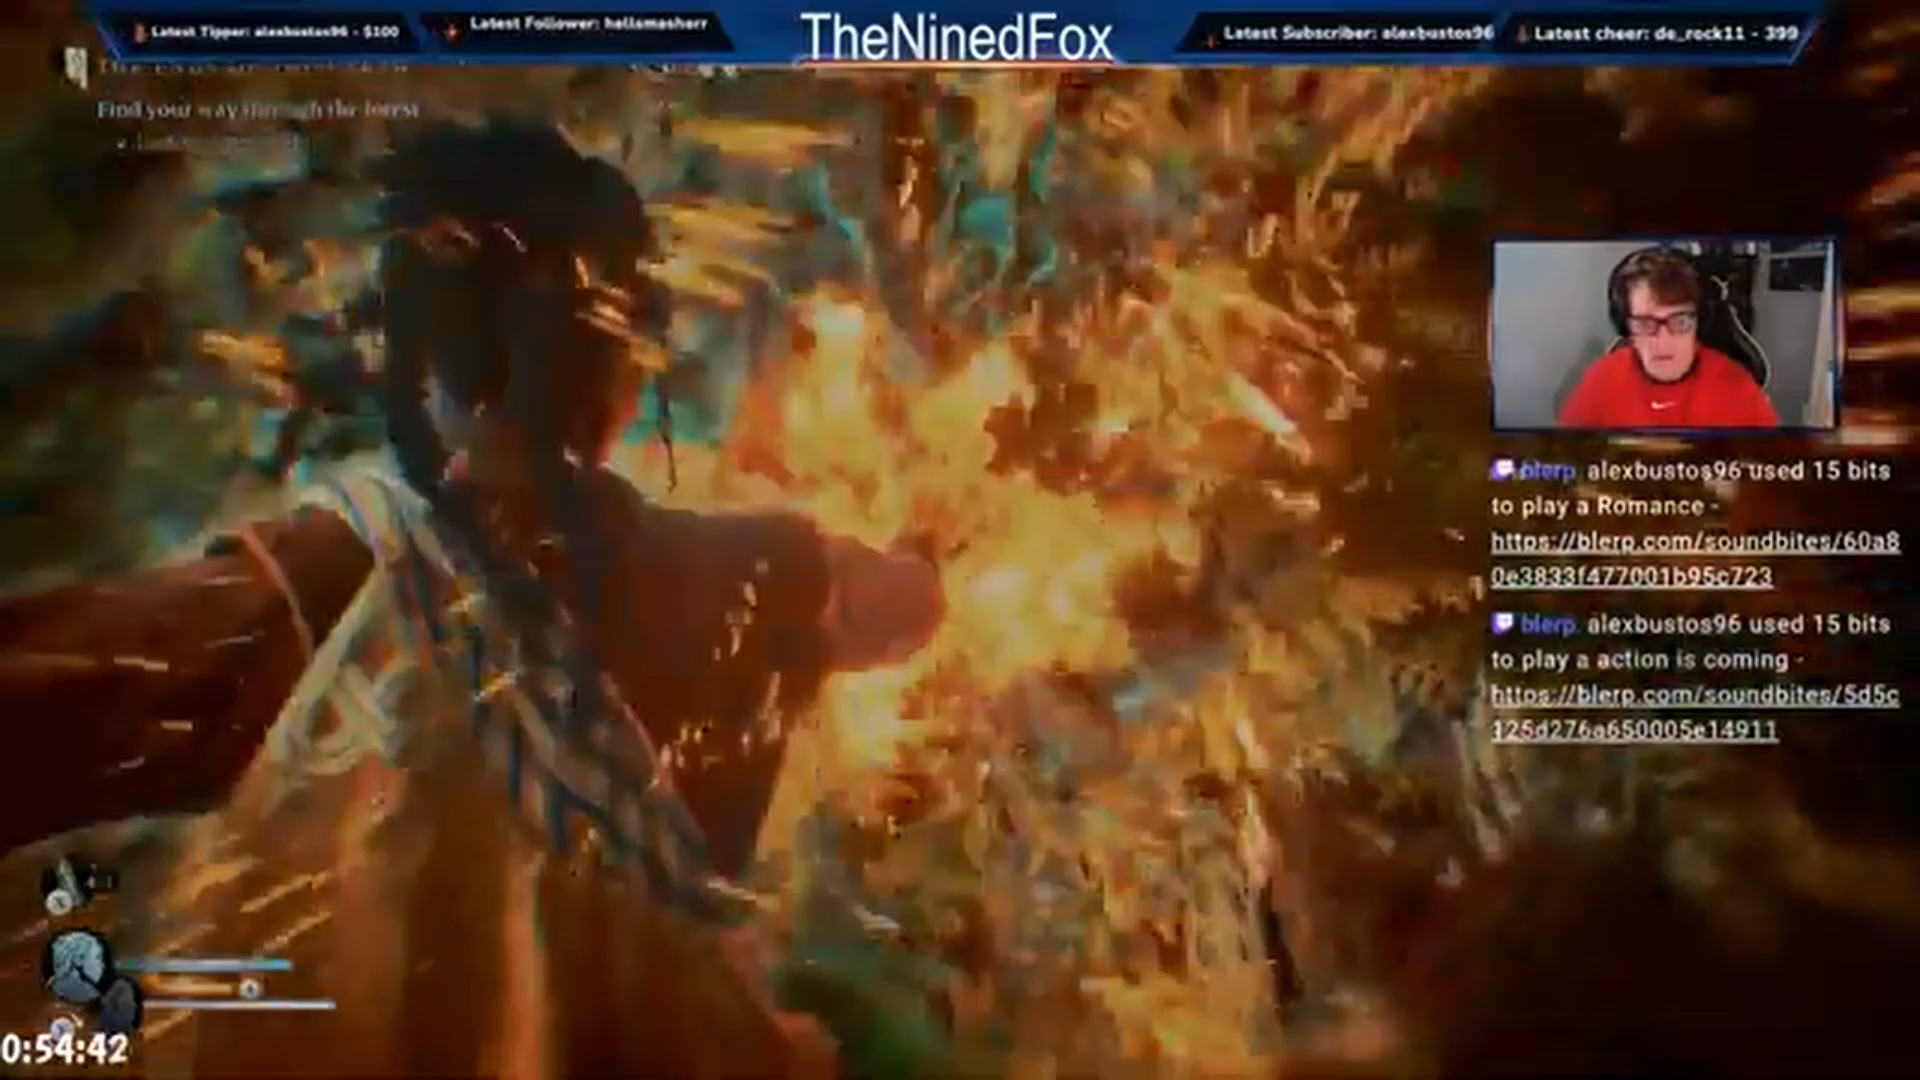 Latest Tipper: alexbustos96 - $100
Latest Follower: hellsmasherr
TheNinedFox
Latest Subscriber: alexbustos96
Latest cheer: de_rock11 - 399
Find your way through the forest
blerp alexbustos96 used 15 bits
to play a Romance -
https://blerp.com/soundbites/60a8
0e3833f477001b95c723
blerp alexbustos96 used 15 bits
to play a action is coming -
https://blerp.com/soundbites/5d5c
125d276a650005e14911
0:54:42